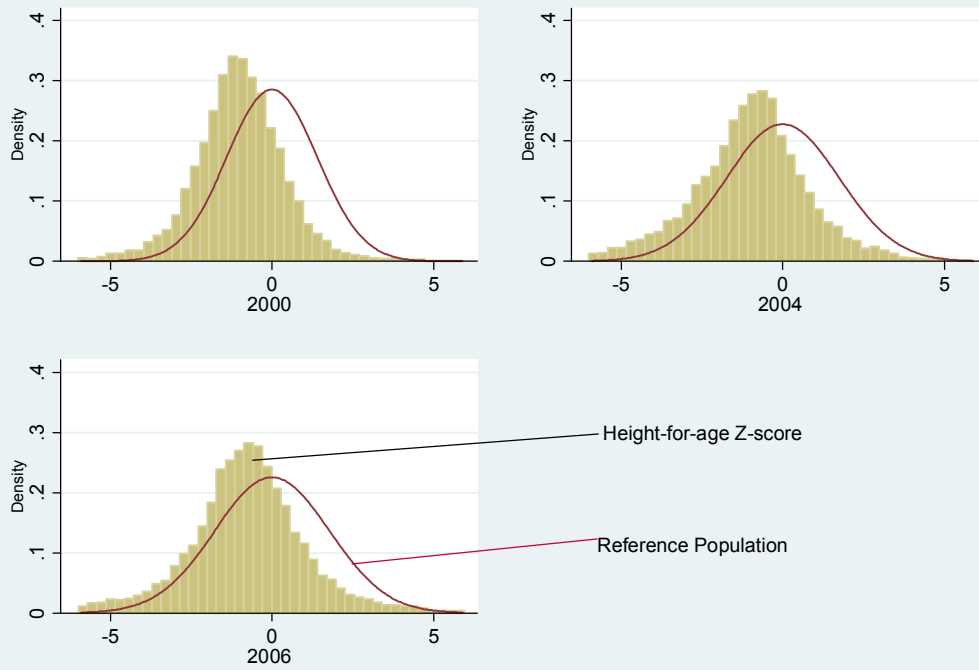 Density
0 .1 .2 .3 .4
-5 0 5
2000
Density
0 .1 .2 .3 .4
-5 0 5
2004
Density
0 .1 .2 .3 .4
-5 0 5
2006
Height-for-age Z-score
Reference Population